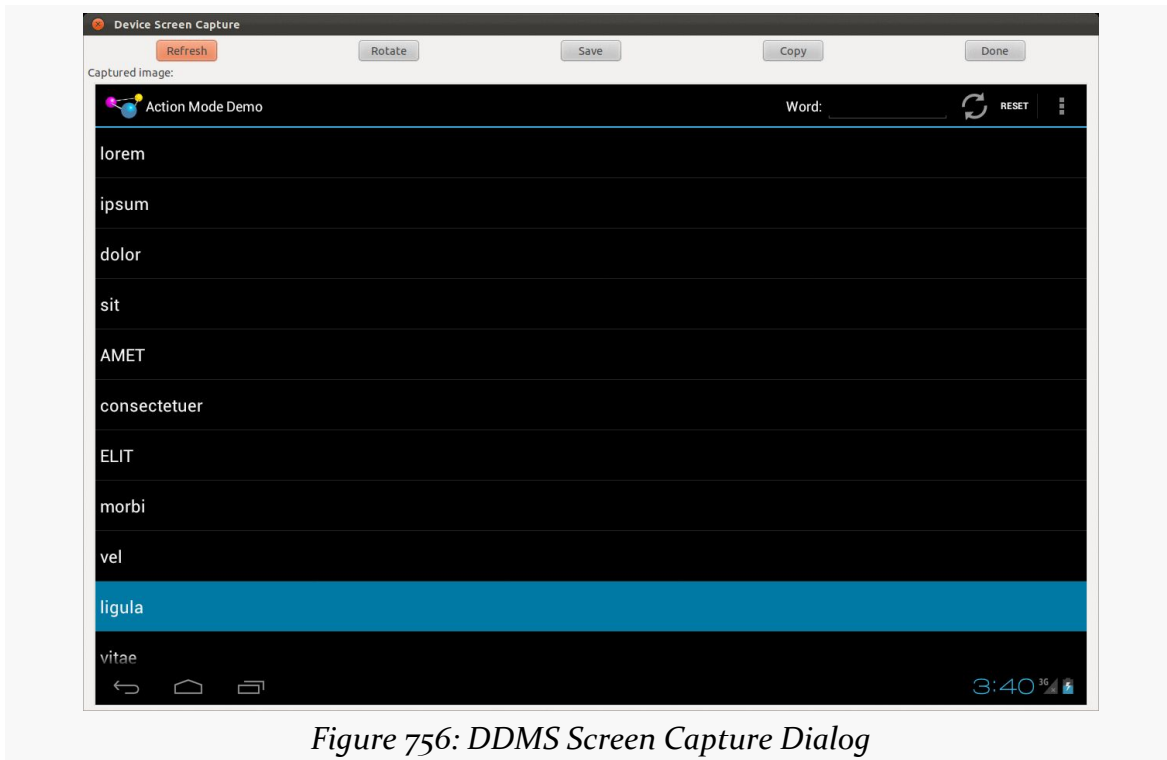 Device Screen Capture
Refresh Rotate Save Copy Done
Captured image:
Action Mode Demo Word: RESET
lorem
ipsum
dolor
sit
AMET
consectetuer
ELIT
morbi
vel
ligula
vitae
3:40 3G
Figure 756: DDMS Screen Capture Dialog